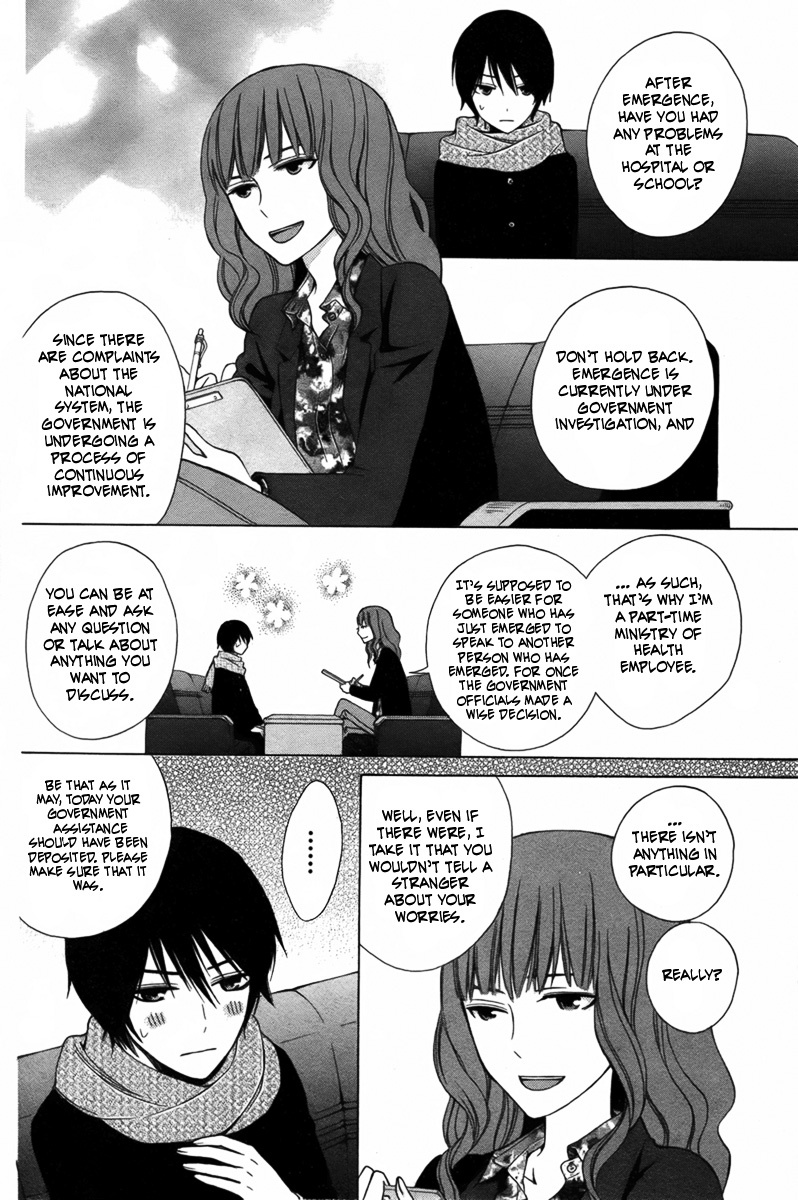 AFTER
EMERGENCE,
HAVE YOU HAD
ANY PROBLEMS
AT THE
HOSPITAL OR
SCHOOL?
DON'T HOLD BACK.
EMERGENCE IS
CURRENTLY UNDER
GOVERNMENT
INVESTIGATION, AND
SINCE THERE
ARE COMPLAINTS
ABOUT THE
NATIONAL
SYSTEM, THE
GOVERNMENT IS
UNDERGOING A
PROCESS OF
CONTINUOUS
IMPROVEMENT.
... AS SUCH,
THAT'S WHY I'M
A PART-TIME
MINISTRY OF
HEALTH
EMPLOYEE.
IT'S SUPPOSED TO
BE EASIER FOR
SOMEONE WHO HAS
JUST EMERGED TO
SPEAK TO ANOTHER
PERSON WHO HAS
EMERGED. FOR ONCE
THE GOVERNMENT
OFFICIALS MADE A
WISE DECISION.
YOU CAN BE AT
EASE AND ASK
ANY QUESTION
OR TALK ABOUT
ANYTHING YOU
WANT TO
DISCUSS.
...
THERE ISN'T
ANYTHING IN
PARTICULAR.
REALLY?
WELL, EVEN IF
THERE WERE, I
TAKE IT THAT YOU
WOULDN'T TELL A
STRANGER
ABOUT YOUR
WORRIES.
......
BE THAT AS IT
MAY, TODAY YOUR
GOVERNMENT
ASSISTANCE
SHOULD HAVE BEEN
DEPOSITED. PLEASE
MAKE SURE THAT IT
WAS.